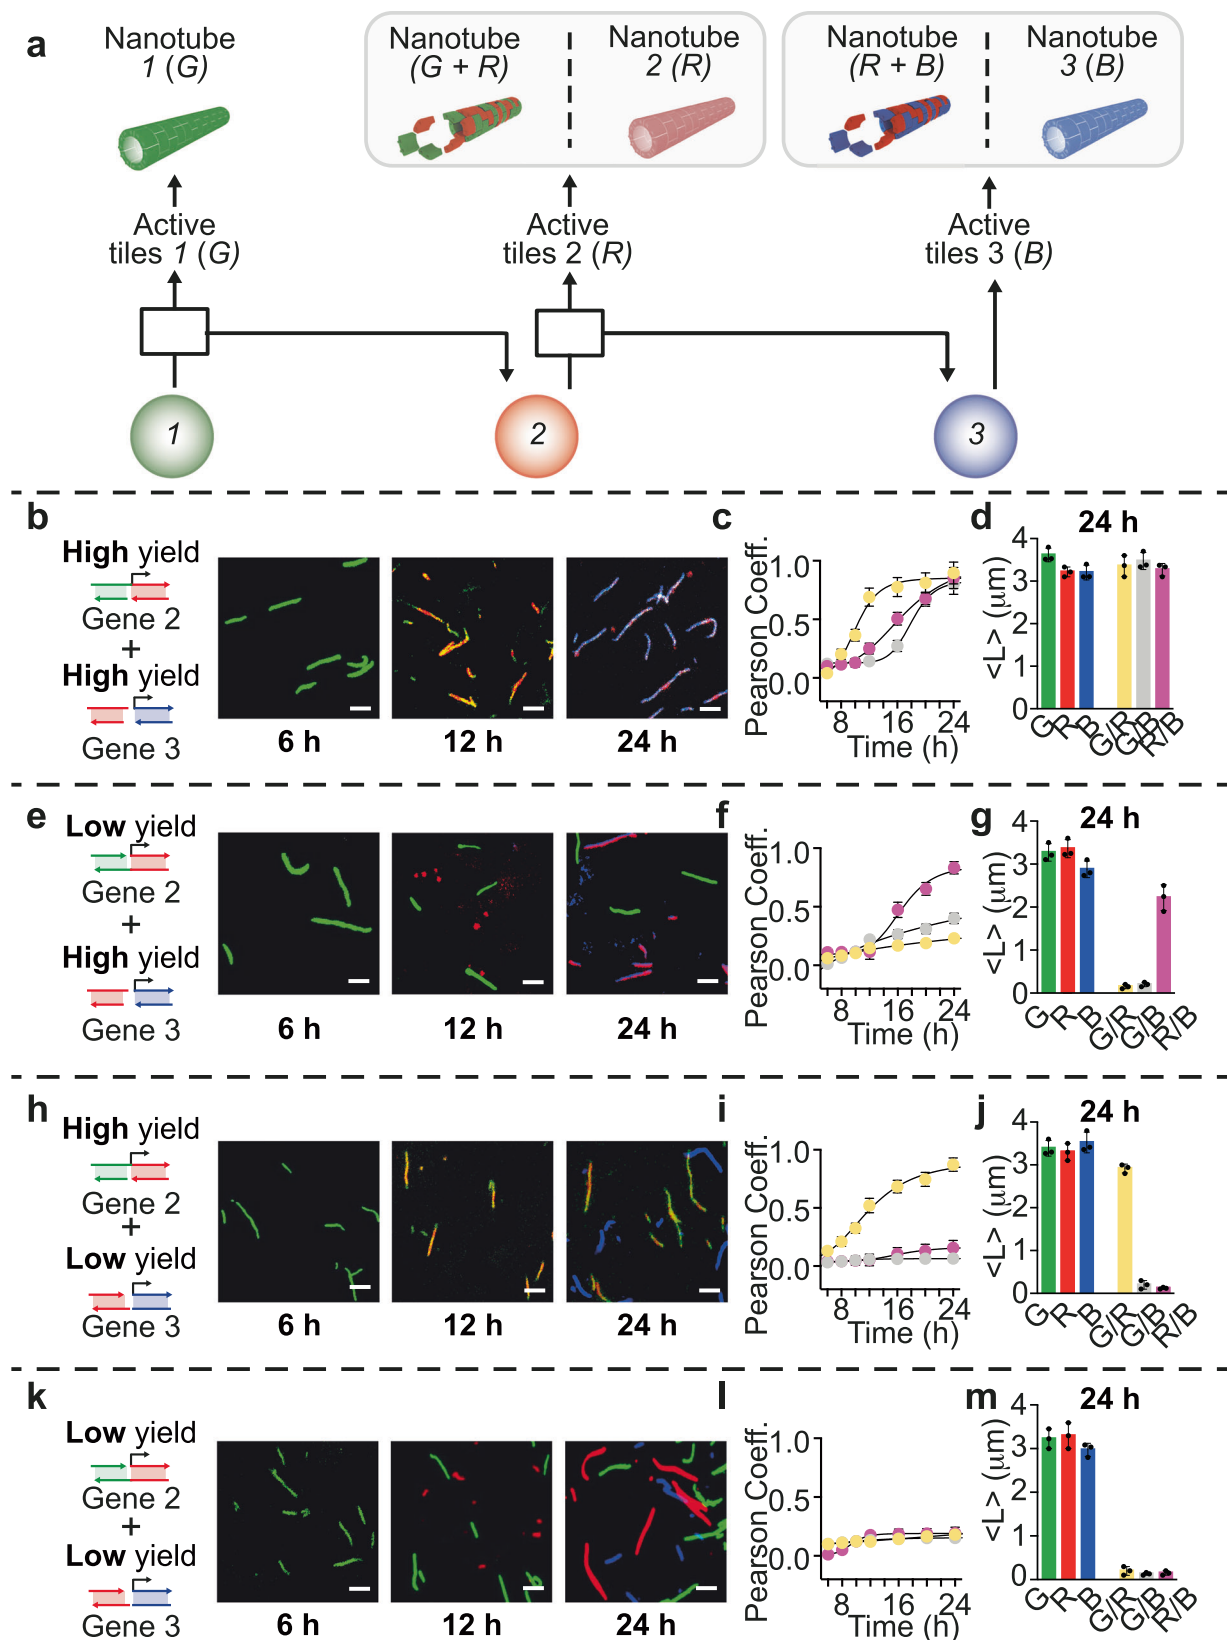 a
Nanotube
1 (G)
Nanotube
(G + R)
Nanotube
2 (R)
Nanotube
(R + B)
Nanotube
3 (B)
Active
tiles 1 (G)
Active
tiles 2 (R)
Active
tiles 3 (B)
1
2
3
b
High yield
Gene 2
+
High yield
Gene 3
6 h
12 h
24 h
c
Pearson Coeff.
1.0
0.5
0.0
8
16
24
Time (h)
d
24 h
<L> (μm)
4
3
2
1
0
G
R
B
G/R
G/B
R/B
e
Low yield
Gene 2
+
High yield
Gene 3
6 h
12 h
24 h
f
Pearson Coeff.
1.0
0.5
0.0
8
16
24
Time (h)
g
24 h
<L> (μm)
4
3
2
1
0
G
R
B
G/R
G/B
R/B
h
High yield
Gene 2
+
Low yield
Gene 3
6 h
12 h
24 h
i
Pearson Coeff.
1.0
0.5
0.0
8
16
24
Time (h)
j
24 h
<L> (μm)
4
3
2
1
0
G
R
B
G/R
G/B
R/B
k
Low yield
Gene 2
+
Low yield
Gene 3
6 h
12 h
24 h
l
Pearson Coeff.
1.0
0.5
0.0
8
16
24
Time (h)
m
24 h
<L> (μm)
4
3
2
1
0
G
R
B
G/R
G/B
R/B